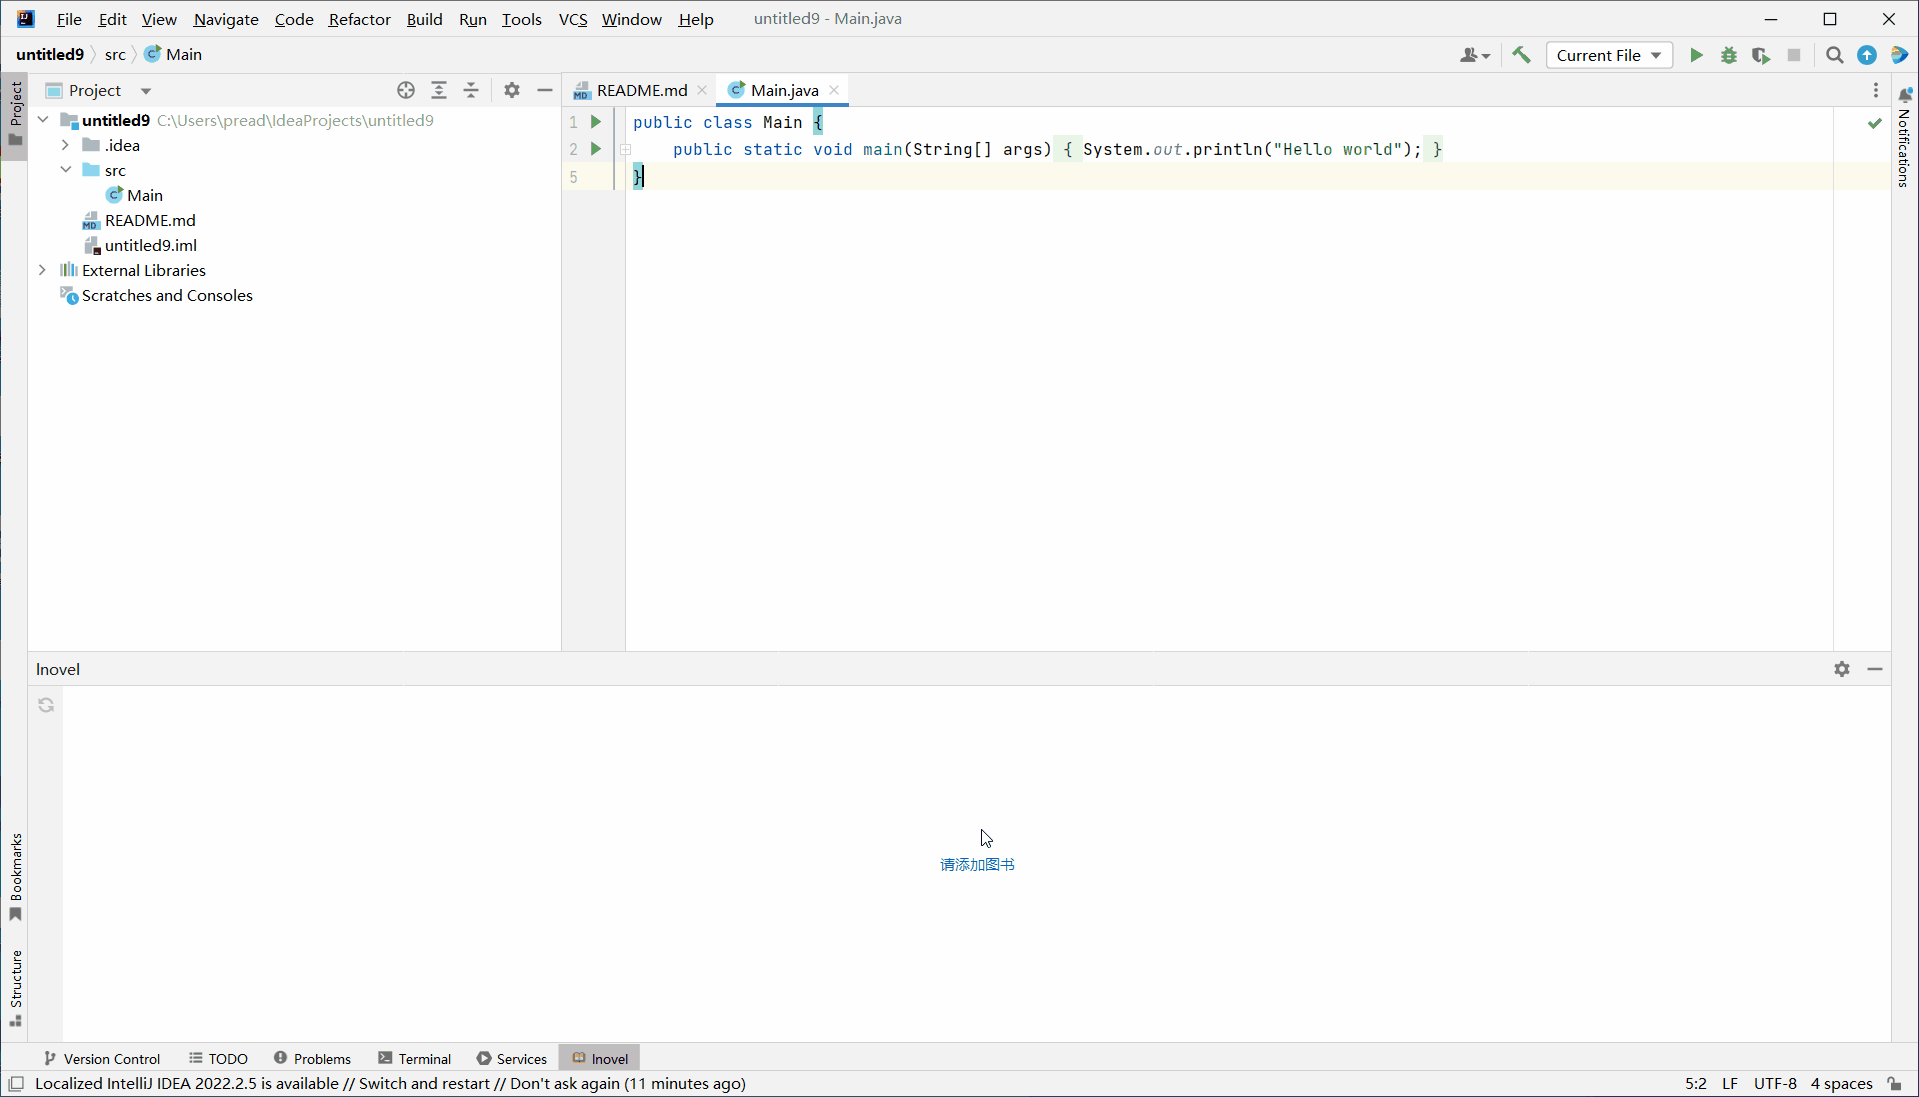 File Edit View Navigate Code Refactor Build Run Tools VCS Window Help untitled9 - Main.java
untitled9 src Main
Current File
Project
Project
README.md Main.java
Notifications
untitled9 C:\Users\pread\IdeaProjects\untitled9
.idea
src
Main
README.md
untitled9.iml
External Libraries
Scratches and Consoles
1 public class Main {
2 public static void main(String[] args) { System.out.println("Hello world"); }
5 }
Inovel
请添加图书
Bookmarks
Structure
Version Control TODO Problems Terminal Services Inovel
Localized IntelliJ IDEA 2022.2.5 is available // Switch and restart // Don't ask again (11 minutes ago)
5:2 LF UTF-8 4 spaces